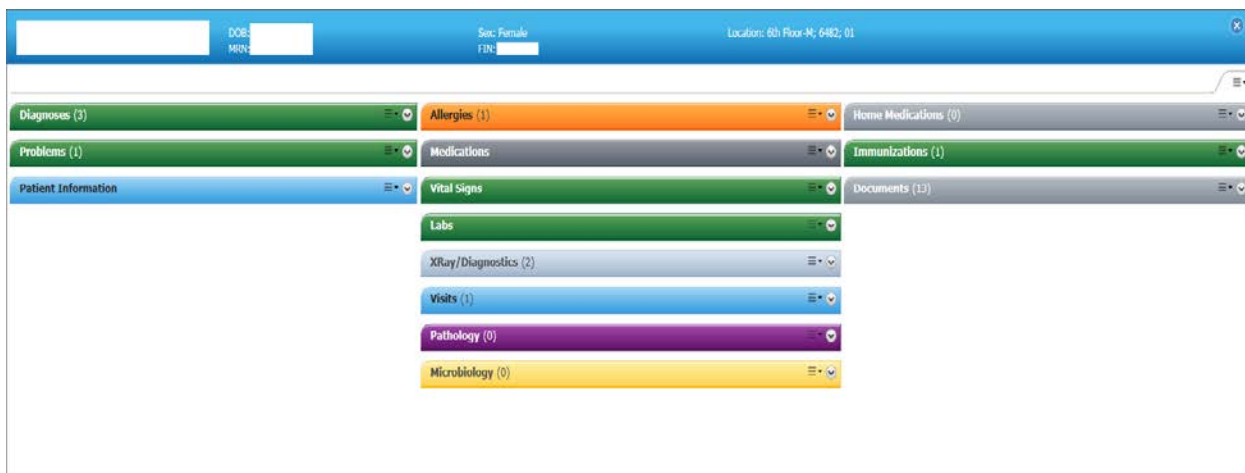 DOB:
MRN:
Sex: Female
FIN:
Location: 6th Floor-M; 6482; 01
Diagnoses (3)
Problems (1)
Patient Information
Allergies (1)
Medications
Vital Signs
Labs
XRay/Diagnostics (2)
Visits (1)
Pathology (0)
Microbiology (0)
Home Medications (0)
Immunizations (1)
Documents (13)